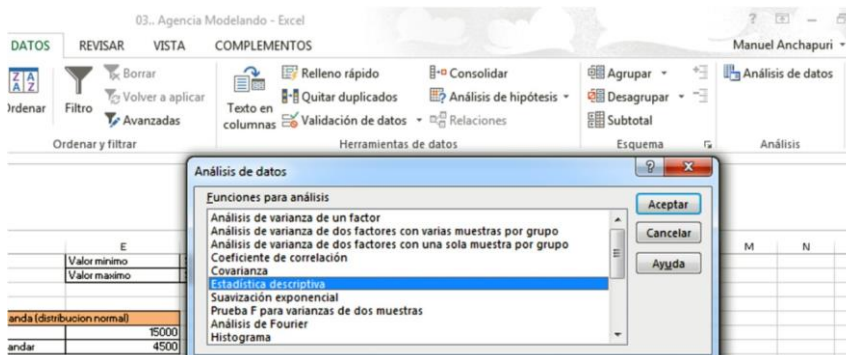 03.. Agencia Modelando - Excel
DATOS REVISAR VISTA COMPLEMENTOS Manuel Anchapuri
Ordenar
Filtro
Borrar
Volver a aplicar
Avanzadas
Ordenar y filtrar
Texto en columnas
Relleno rápido
Quitar duplicados
Validación de datos
Consolidar
Análisis de hipótesis
Relaciones
Herramientas de datos
Agrupar
Desagrupar
Subtotal
Esquema
Análisis de datos
Análisis
Análisis de datos
Funciones para análisis
Análisis de varianza de un factor
Análisis de varianza de dos factores con varias muestras por grupo
Análisis de varianza de dos factores con una sola muestra por grupo
Coeficiente de correlación
Covarianza
Estadística descriptiva
Suavización exponencial
Prueba F para varianzas de dos muestras
Análisis de Fourier
Histograma
Aceptar
Cancelar
Ayuda
E M N
Valor minimo
Valor maximo
anda (distribucion normal)
15000
andar 4500